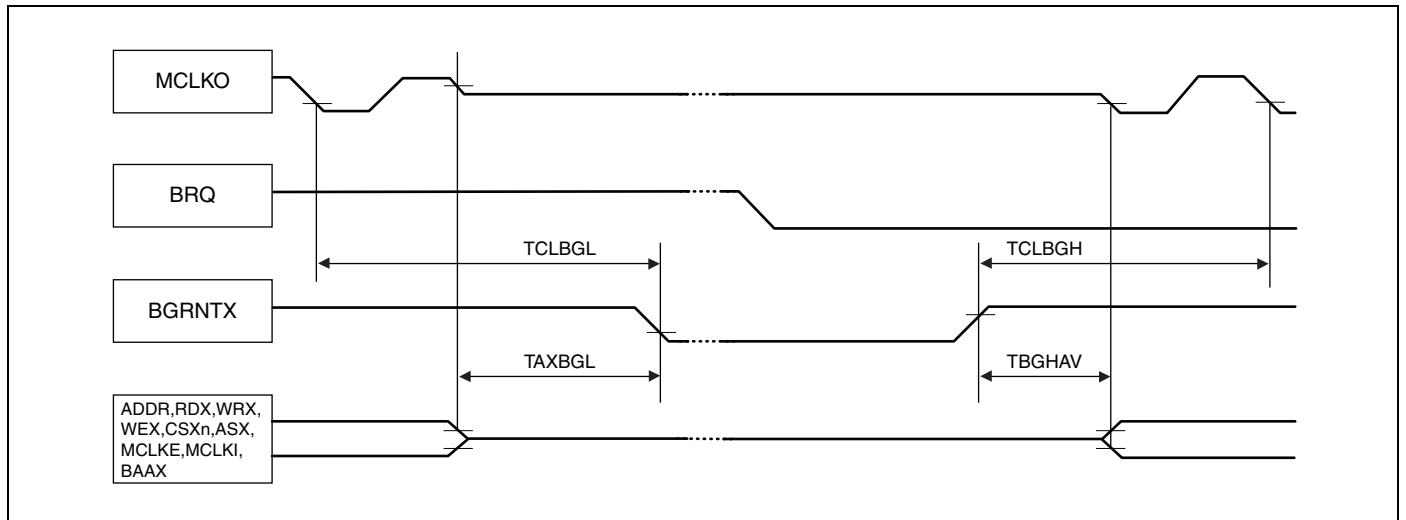 MCLKO
BRQ
TCLBGL
TCLBGH
BGRNTX
TAXBGL
TBGHAV
ADDR,RDX,WRX,
WEX,CSXn,ASX,
MCLKE,MCLKI,
BAAX